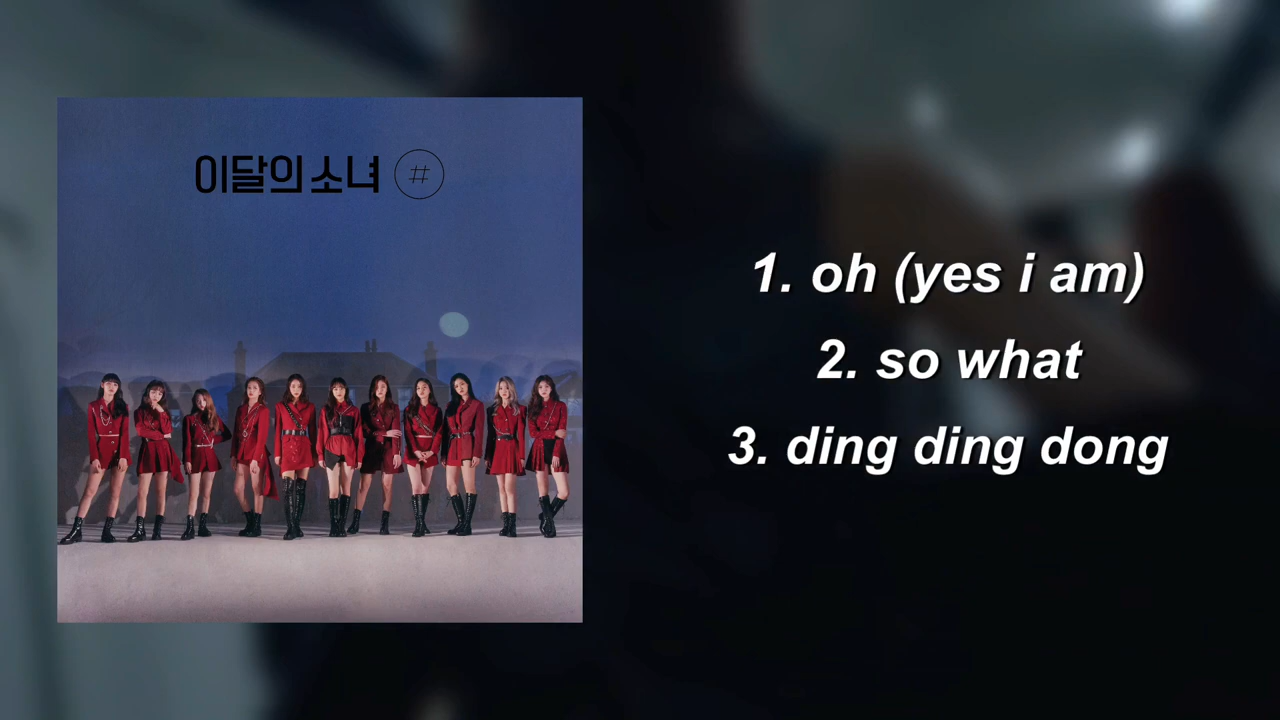 이달의 소녀 #
1. oh (yes i am)
2. so what
3. ding ding dong